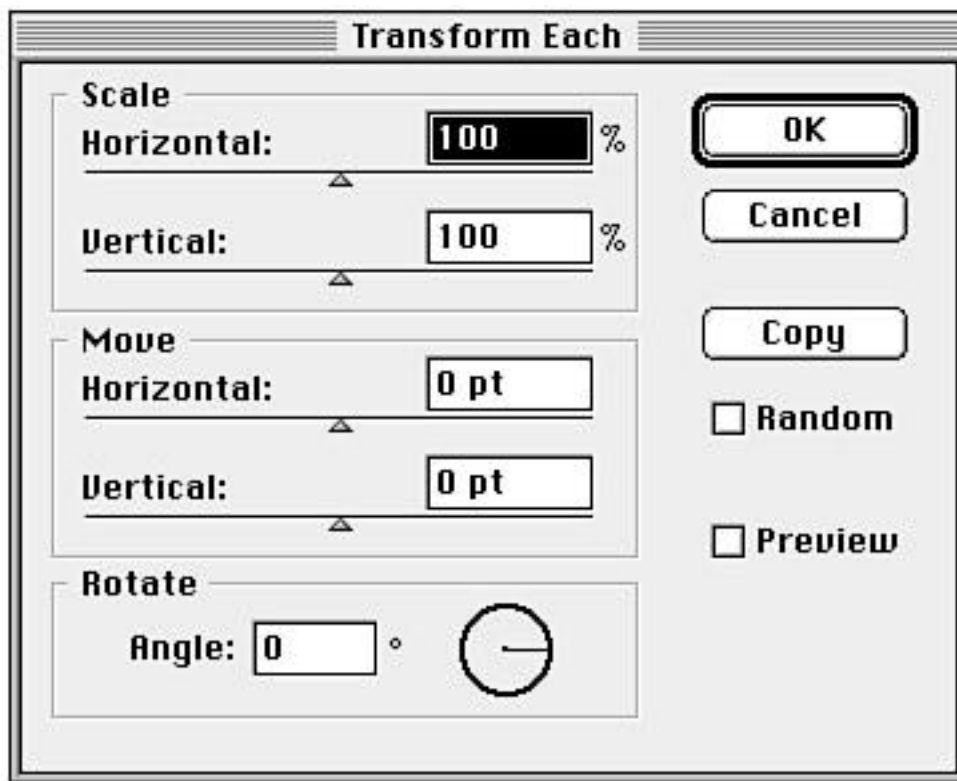 Transform Each
Scale
Horizontal: 100 %
Vertical: 100 %
Move
Horizontal: 0 pt
Vertical: 0 pt
Rotate
Angle: 0 °
OK
Cancel
Copy
Random
Preview